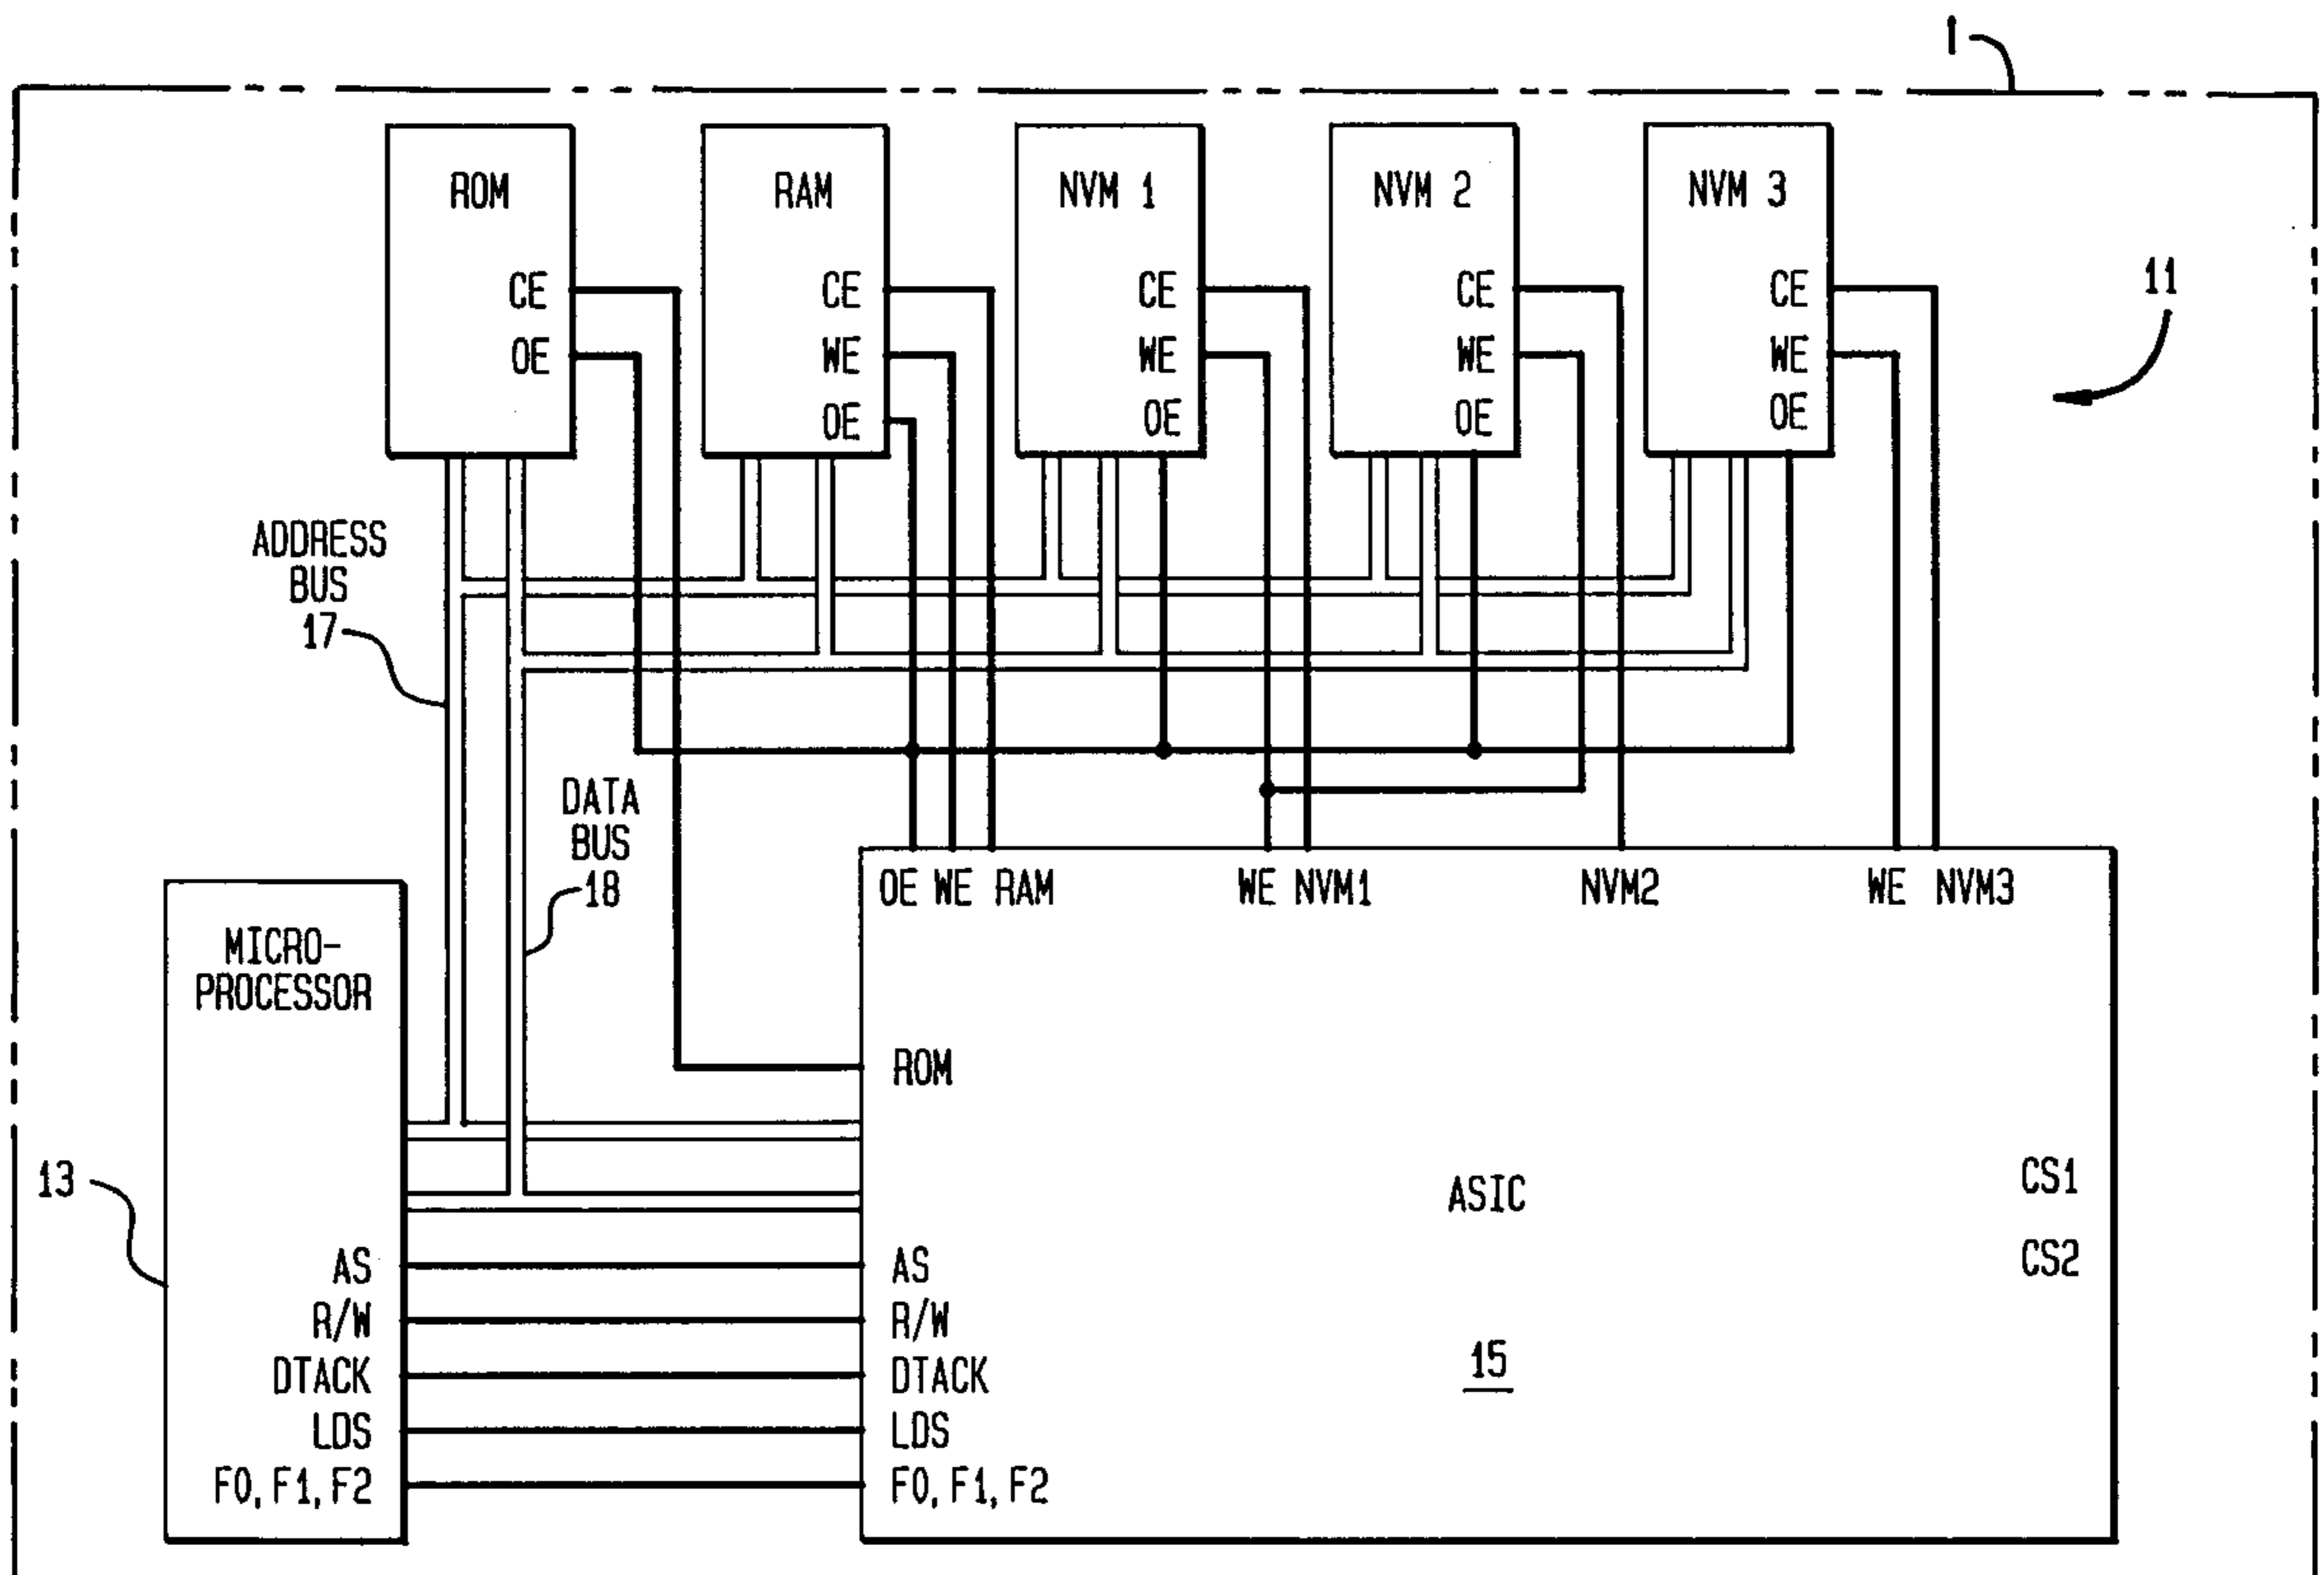 1
ROM
CE
OE
RAM
CE
WE
OE
NVM 1
CE
WE
OE
NVM 2
CE
WE
OE
NVM 3
CE
WE
OE
11
ADDRESS
BUS
17
DATA
BUS
18
MICRO-
PROCESSOR
13
AS
R/W
DTACK
LDS
F0, F1, F2
OE WE RAM
WE NVM1
NVM2
WE NVM3
ROM
AS
R/W
DTACK
LDS
F0, F1, F2
ASIC
15
CS1
CS2